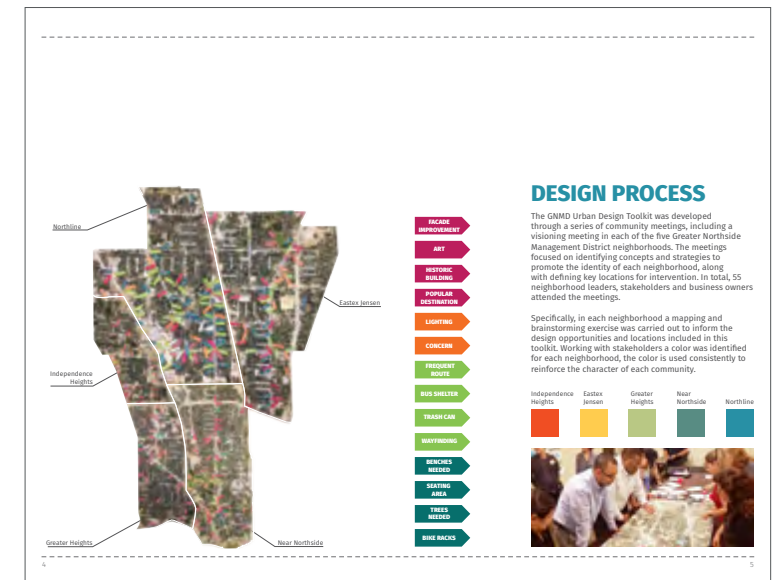 Northline
Eastex Jensen
Independence
Heights
Greater Heights
Near Northside
FACADE
IMPROVEMENT
ART
HISTORIC
BUILDING
POPULAR
DESTINATION
LIGHTING
CONCERN
FREQUENT
ROUTE
BUS SHELTER
TRASH CAN
WAYFINDING
BENCHES
NEEDED
SEATING
AREA
TREES
NEEDED
BIKE RACKS
DESIGN PROCESS
The GNMD Urban Design Toolkit was developed
through a series of community meetings, including a
visioning meeting in each of the five Greater Northside
Management District neighborhoods. The meetings
focused on identifying concepts and strategies to
promote the identity of each neighborhood, along
with defining key locations for intervention. In total, 55
neighborhood leaders, stakeholders and business owners
attended the meetings.
Specifically, in each neighborhood a mapping and
brainstorming exercise was carried out to inform the
design opportunities and locations included in this
toolkit. Working with stakeholders a color was identified
for each neighborhood, the color is used consistently to
reinforce the character of each community.
Independence
Heights
Eastex
Jensen
Greater
Heights
Near
Northside
Northline
4
5